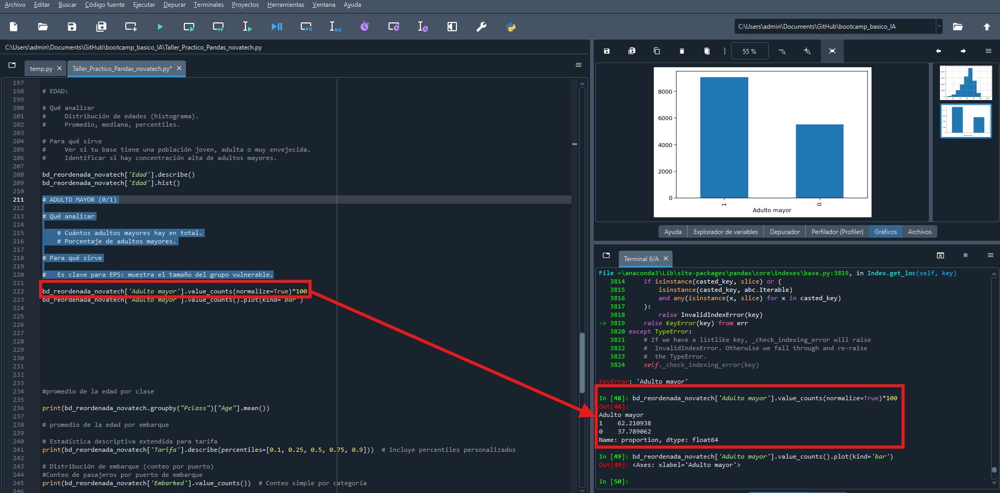 Archivo Editar Buscar Código fuente Ejecutar Depurar Terminales Proyectos Herramientas Ventana Ayuda
C:\Users\admin\Documents\GitHub\bootcamp_basico_IA
C:\Users\admin\Documents\GitHub\bootcamp_basico_IA\Taller_Practico_Pandas_novatech.py
temp.py
Taller_Practico_Pandas_novatech.py*
197
198 # EDAD:
199
200 # Qué analizar
201 #     Distribución de edades (histograma).
202 #     Promedio, mediana, percentiles.
203
204 # Para qué sirve
205 #     Ver si tu base tiene una población joven, adulta o muy envejecida.
206 #     Identificar si hay concentración alta de adultos mayores.
207
208 bd_reordenada_novatech['Edad'].describe()
209 bd_reordenada_novatech['Edad'].hist()
210
211 # ADULTO MAYOR (0/1)
212
213 # Qué analizar
214
215     # Cuántos adultos mayores hay en total.
216     # Porcentaje de adultos mayores.
217
218 # Para qué sirve
219
220 #   Es clave para EPS: muestra el tamaño del grupo vulnerable.
221
222 bd_reordenada_novatech['Adulto mayor'].value_counts(normalize=True)*100
223 bd_reordenada_novatech['Adulto mayor'].value_counts().plot(kind='bar')
224
225
226
227
228
229
230
231
232
233
234 #promedio de la edad por clase
235
236 print(bd_reordenada_novatech.groupby("Pclass")["Age"].mean())
237
238 # promedio de la edad por embarque
239
240 # Estadística descriptiva extendida para tarifa
241 print(bd_reordenada_novatech['Tarifa'].describe(percentiles=[0.1, 0.25, 0.5, 0.75, 0.9]))  # Incluye percentiles personalizados
242
243 # Distribución de embarque (conteo por puerto)
244 #Conteo de pasajeros por puerto de embarque
245 print(bd_reordenada_novatech['Embarked'].value_counts())  # Conteo simple por categoría
246
55 %
8000
6000
4000
2000
0
1
0
Adulto mayor
Ayuda Explorador de variables Depurador Perfilador (Profiler) Gráficos Archivos
Terminal 6/A
File ~\anaconda3\Lib\site-packages\pandas\core\indexes\base.py:3819, in Index.get_loc(self, key)
3814     if isinstance(casted_key, slice) or (
3815         isinstance(casted_key, abc.Iterable)
3816         and any(isinstance(x, slice) for x in casted_key)
3817     ):
3818         raise InvalidIndexError(key)
-> 3819     raise KeyError(key) from err
3820 except TypeError:
3821     # If we have a listlike key, _check_indexing_error will raise
3822     #  InvalidIndexError. Otherwise we fall through and re-raise
3823     #  the TypeError.
3824     self._check_indexing_error(key)
KeyError: 'Adulto mayor'
In [48]: bd_reordenada_novatech['Adulto mayor'].value_counts(normalize=True)*100
Out[48]:
Adulto mayor
1    62.210938
0    37.789062
Name: proportion, dtype: float64
In [49]: bd_reordenada_novatech['Adulto mayor'].value_counts().plot(kind='bar')
Out[49]: <Axes: xlabel='Adulto mayor'>
In [50]: